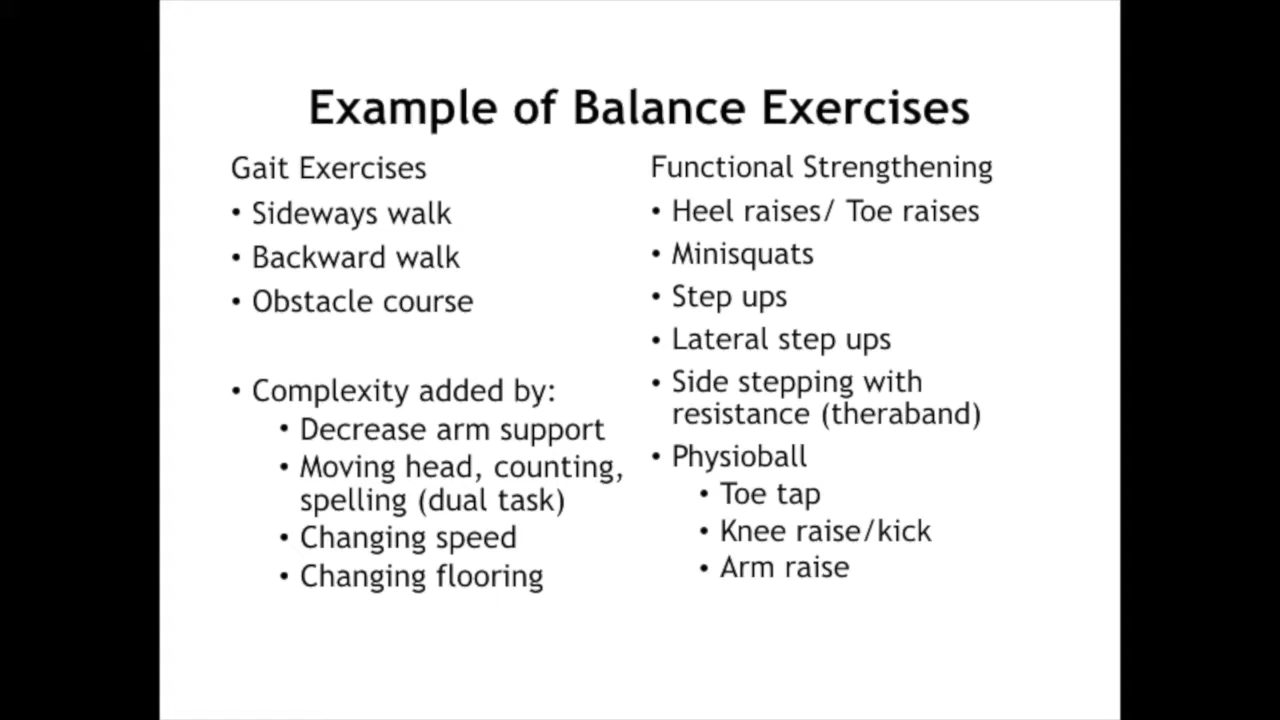 Example of Balance Exercises
Gait Exercises
• Sideways walk
• Backward walk
• Obstacle course
• Complexity added by:
• Decrease arm support
• Moving head, counting,
spelling (dual task)
• Changing speed
• Changing flooring
Functional Strengthening
• Heel raises/ Toe raises
• Minisquats
• Step ups
• Lateral step ups
• Side stepping with
resistance (theraband)
• Physioball
• Toe tap
• Knee raise/kick
• Arm raise